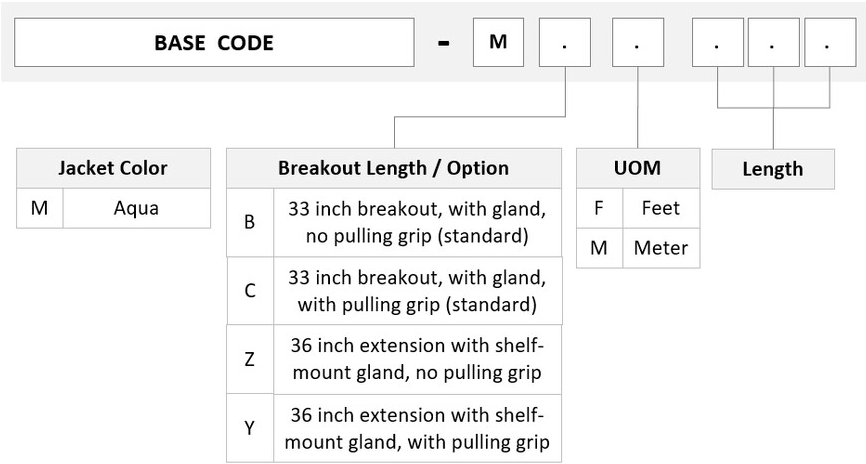 BASE CODE - M . . . . .
Jacket Color
M Aqua
Breakout Length / Option
B 33 inch breakout, with gland,
no pulling grip (standard)
C 33 inch breakout, with gland,
with pulling grip (standard)
Z 36 inch extension with shelf-
mount gland, no pulling grip
Y 36 inch extension with shelf-
mount gland, with pulling grip
UOM
F Feet
M Meter
Length